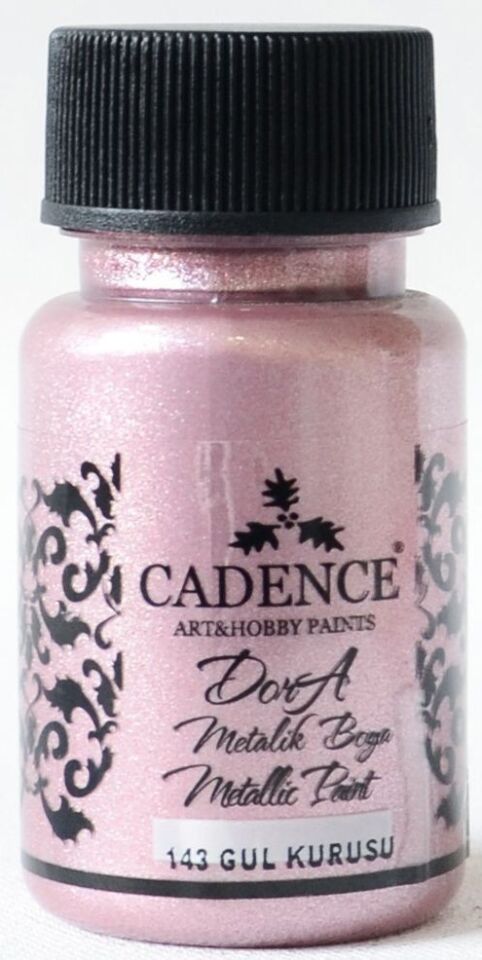 CADENCE®
ART&HOBBY PAINTS
DorA
Metalik Boya
Metallic Paint
143 GUL KURUSU